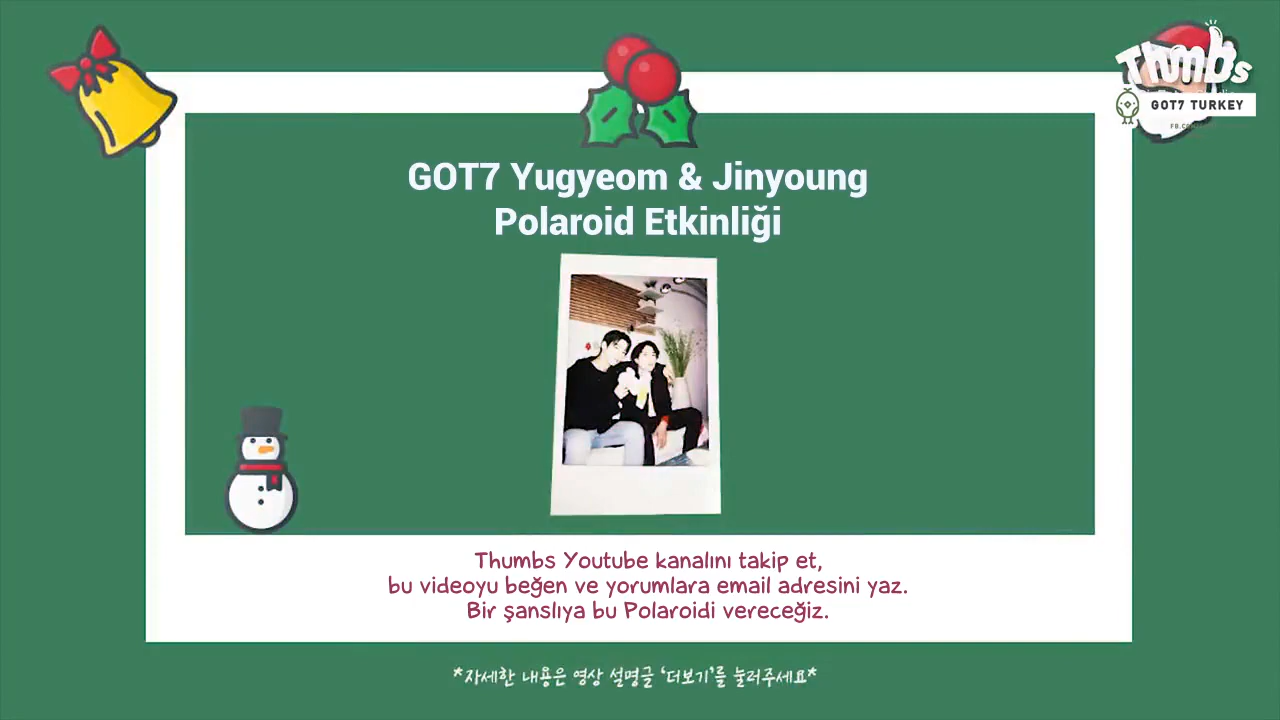 Thumbs
GOT7 TURKEY
GOT7 Yugyeom & Jinyoung
Polaroid Etkinliği
Thumbs Youtube kanalını takip et,
bu videoyu beğen ve yorumlara email adresini yaz.
Bir şanslıya bu Polaroidi vereceğiz.
*자세한 내용은 영상 설명글 ‘더보기’를 눌러주세요*